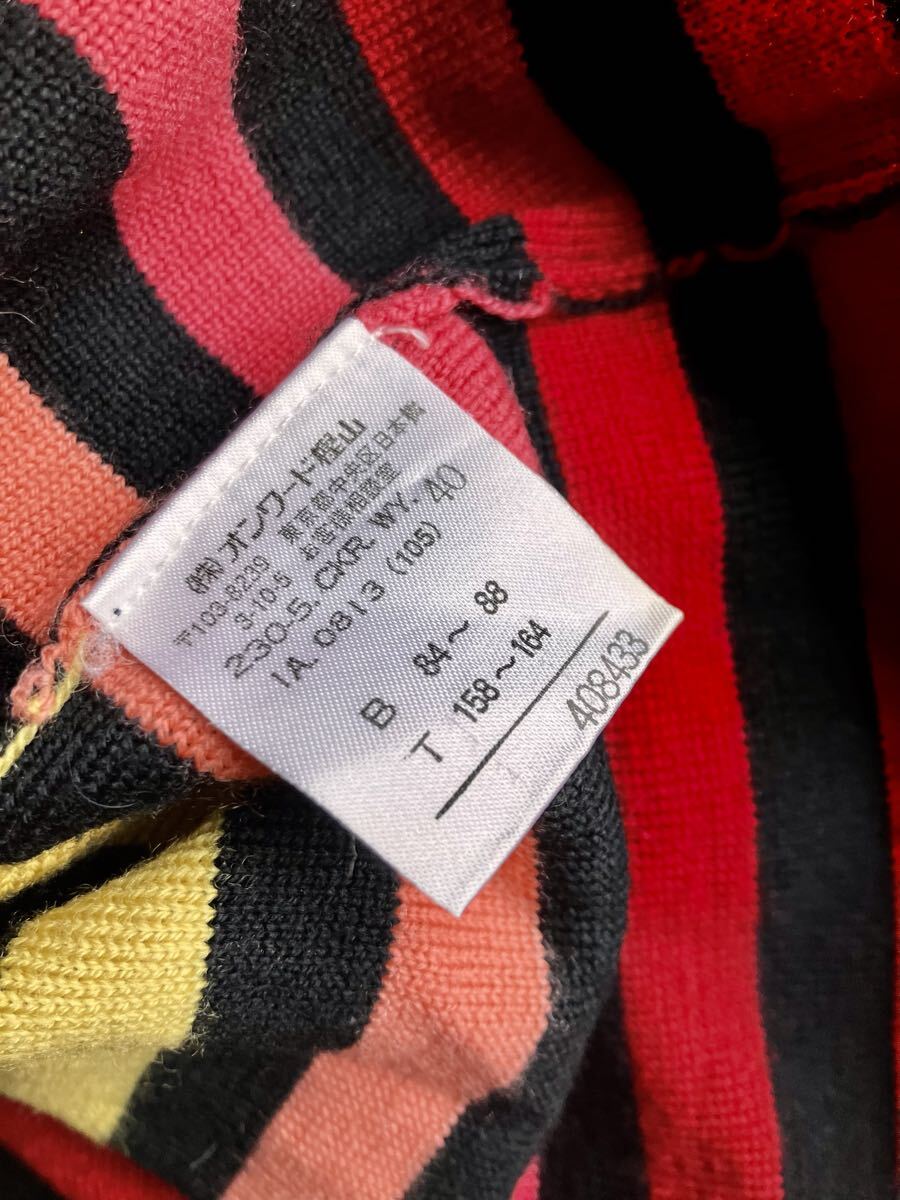 ㈱オンワード樫山
〒103-8239 東京都中央区日本橋
3-10-5 お客様相談室
230-5. CKR. WY- 40
IA. 0813 (105)
B 84～88
T 158～164
408433